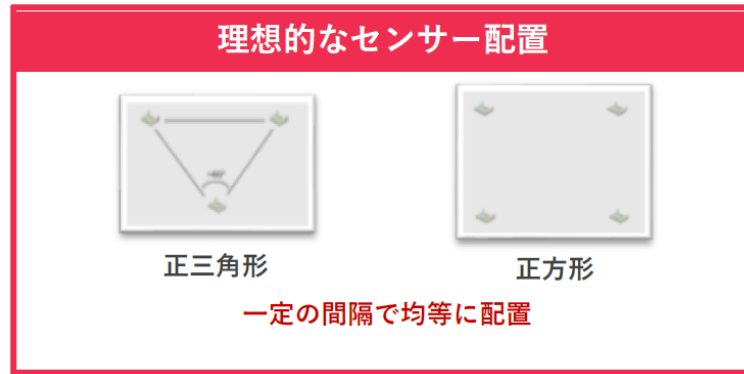 理想的なセンサー配置
正三角形
正方形
一定の間隔で均等に配置